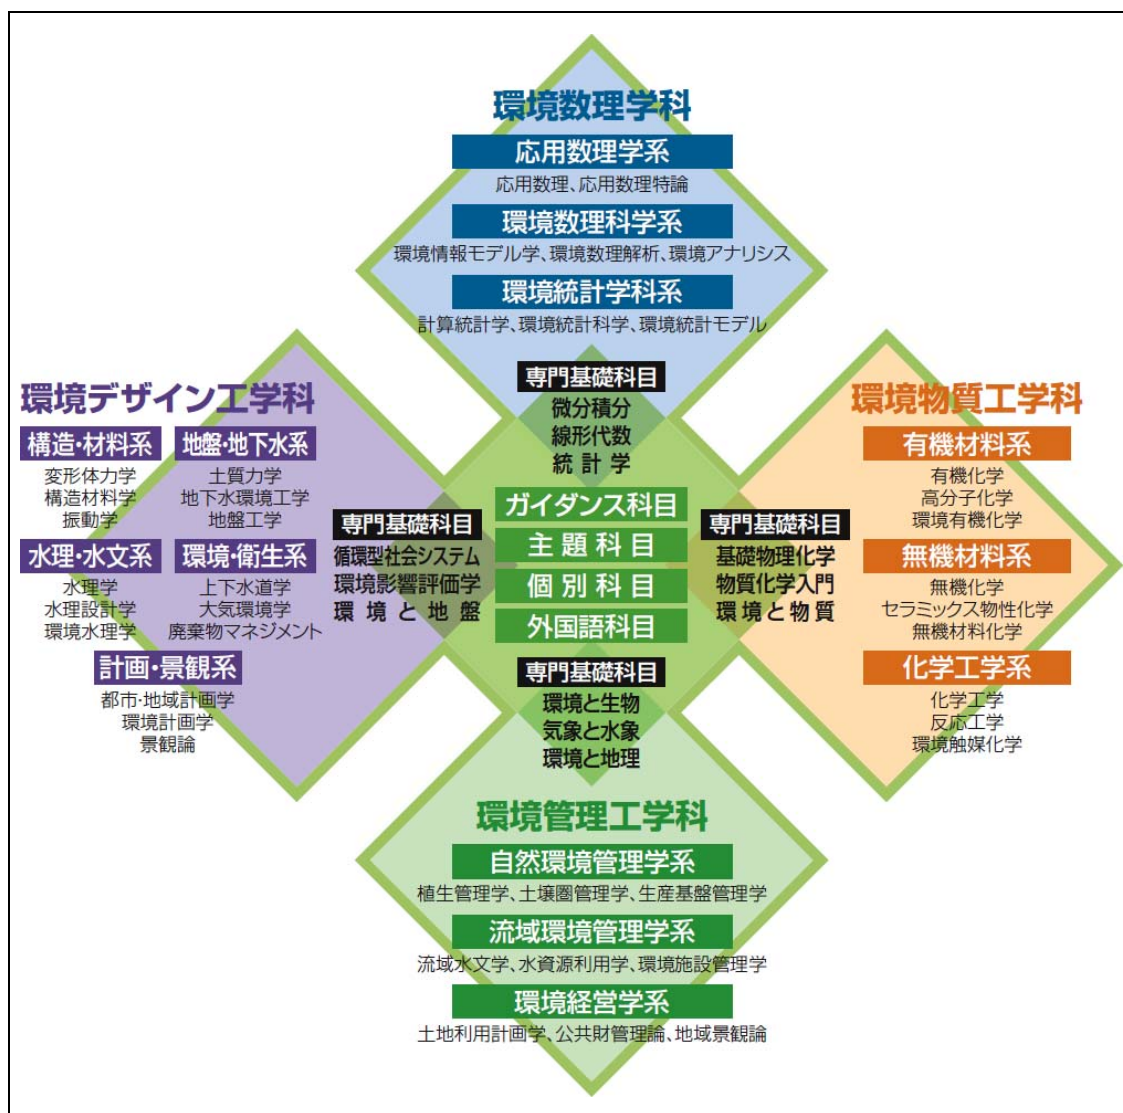 環境数理学科
応用数理学系
応用数理、応用数理特論
環境数理科学系
環境情報モデル学、環境数理解析、環境アナリシス
環境統計学科系
計算統計学、環境統計科学、環境統計モデル
専門基礎科目
微分積分
線形代数
統計学
環境デザイン工学科
構造・材料系
変形体力学
構造材料学
振動学
地盤・地下水系
土質力学
地下水環境工学
地盤工学
水理・水文系
水理学
水理設計学
環境水理学
環境・衛生系
上下水道学
大気環境学
廃棄物マネジメント
計画・景観系
都市・地域計画学
環境計画学
景観論
専門基礎科目
循環型社会システム
環境影響評価学
環境と地盤
ガイダンス科目
主題科目
個別科目
外国語科目
専門基礎科目
基礎物理化学
物質化学入門
環境と物質
環境物質工学科
有機材料系
有機化学
高分子化学
環境有機化学
無機材料系
無機化学
セラミックス物性化学
無機材料化学
化学工学系
化学工学
反応工学
環境触媒化学
専門基礎科目
環境と生物
気象と水象
環境と地理
環境管理工学科
自然環境管理学系
植生管理学、土壌圏管理学、生産基盤管理学
流域環境管理学系
流域水文学、水資源利用学、環境施設管理学
環境経営学系
土地利用計画学、公共財管理論、地域景観論